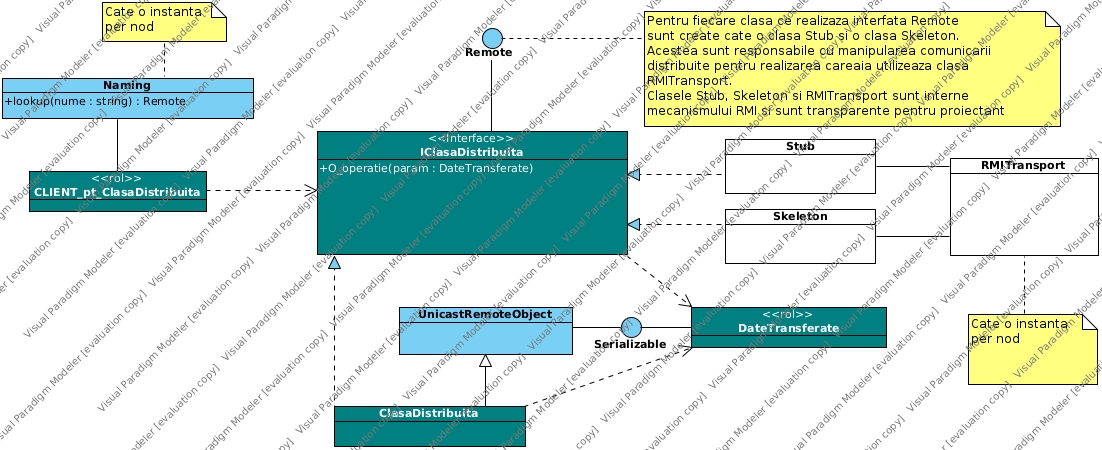 Cate o instanta
per nod
Remote
Pentru fiecare clasa ce realizaza interfata Remote
sunt create cate o clasa Stub si o clasa Skeleton.
Acestea sunt responsabile cu manipularea comunicarii
distribuite pentru realizarea careaia utilizeaza clasa
RMITransport.
Clasele Stub, Skeleton si RMITransport sunt interne
mecanismului RMI si sunt transparente pentru proiectant
Naming
+lookup(nume : string) : Remote
<<Interface>>
IClasaDistribuita
+O_operatie(param : DateTransferate)
Stub
RMITransport
<<rol>>
CLIENT_pt_ClasaDistribuita
Skeleton
UnicastRemoteObject
Serializable
<<rol>>
DateTransferate
Cate o instanta
per nod
ClasaDistribuita
Visual Paradigm Modeler [evaluation copy]